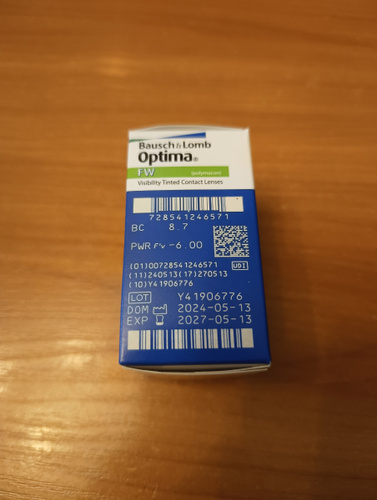 Bausch & Lomb
Optima®
FW (polymacon)
Visibility Tinted Contact Lenses
728541246571
BC 8.7
PWR Fv -6.00
(01)00728541246571 UDI
(11)240513(17)270513
(10)Y41906776
LOT Y41906776
DOM 2024-05-13
EXP 2027-05-13